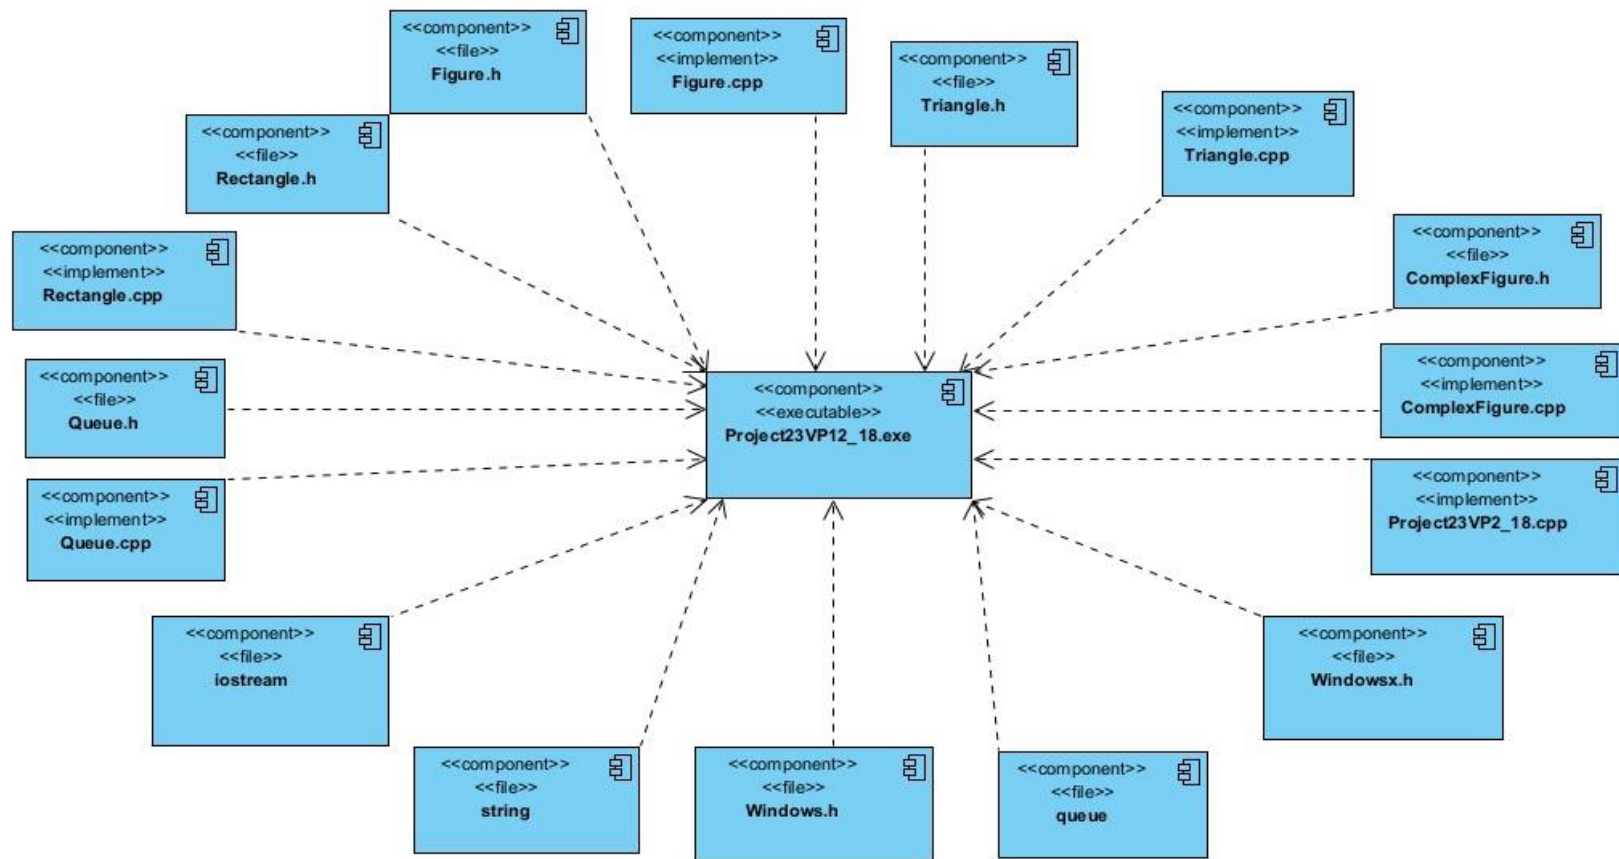 <<component>>
<<file>>
Figure.h
<<component>>
<<implement>>
Figure.cpp
<<component>>
<<file>>
Triangle.h
<<component>>
<<implement>>
Triangle.cpp
<<component>>
<<file>>
Rectangle.h
<<component>>
<<file>>
ComplexFigure.h
<<component>>
<<implement>>
Rectangle.cpp
<<component>>
<<implement>>
ComplexFigure.cpp
<<component>>
<<file>>
Queue.h
<<component>>
<<executable>>
Project23VP12_18.exe
<<component>>
<<implement>>
Project23VP2_18.cpp
<<component>>
<<implement>>
Queue.cpp
<<component>>
<<file>>
iostream
<<component>>
<<file>>
Windowsx.h
<<component>>
<<file>>
string
<<component>>
<<file>>
Windows.h
<<component>>
<<file>>
queue